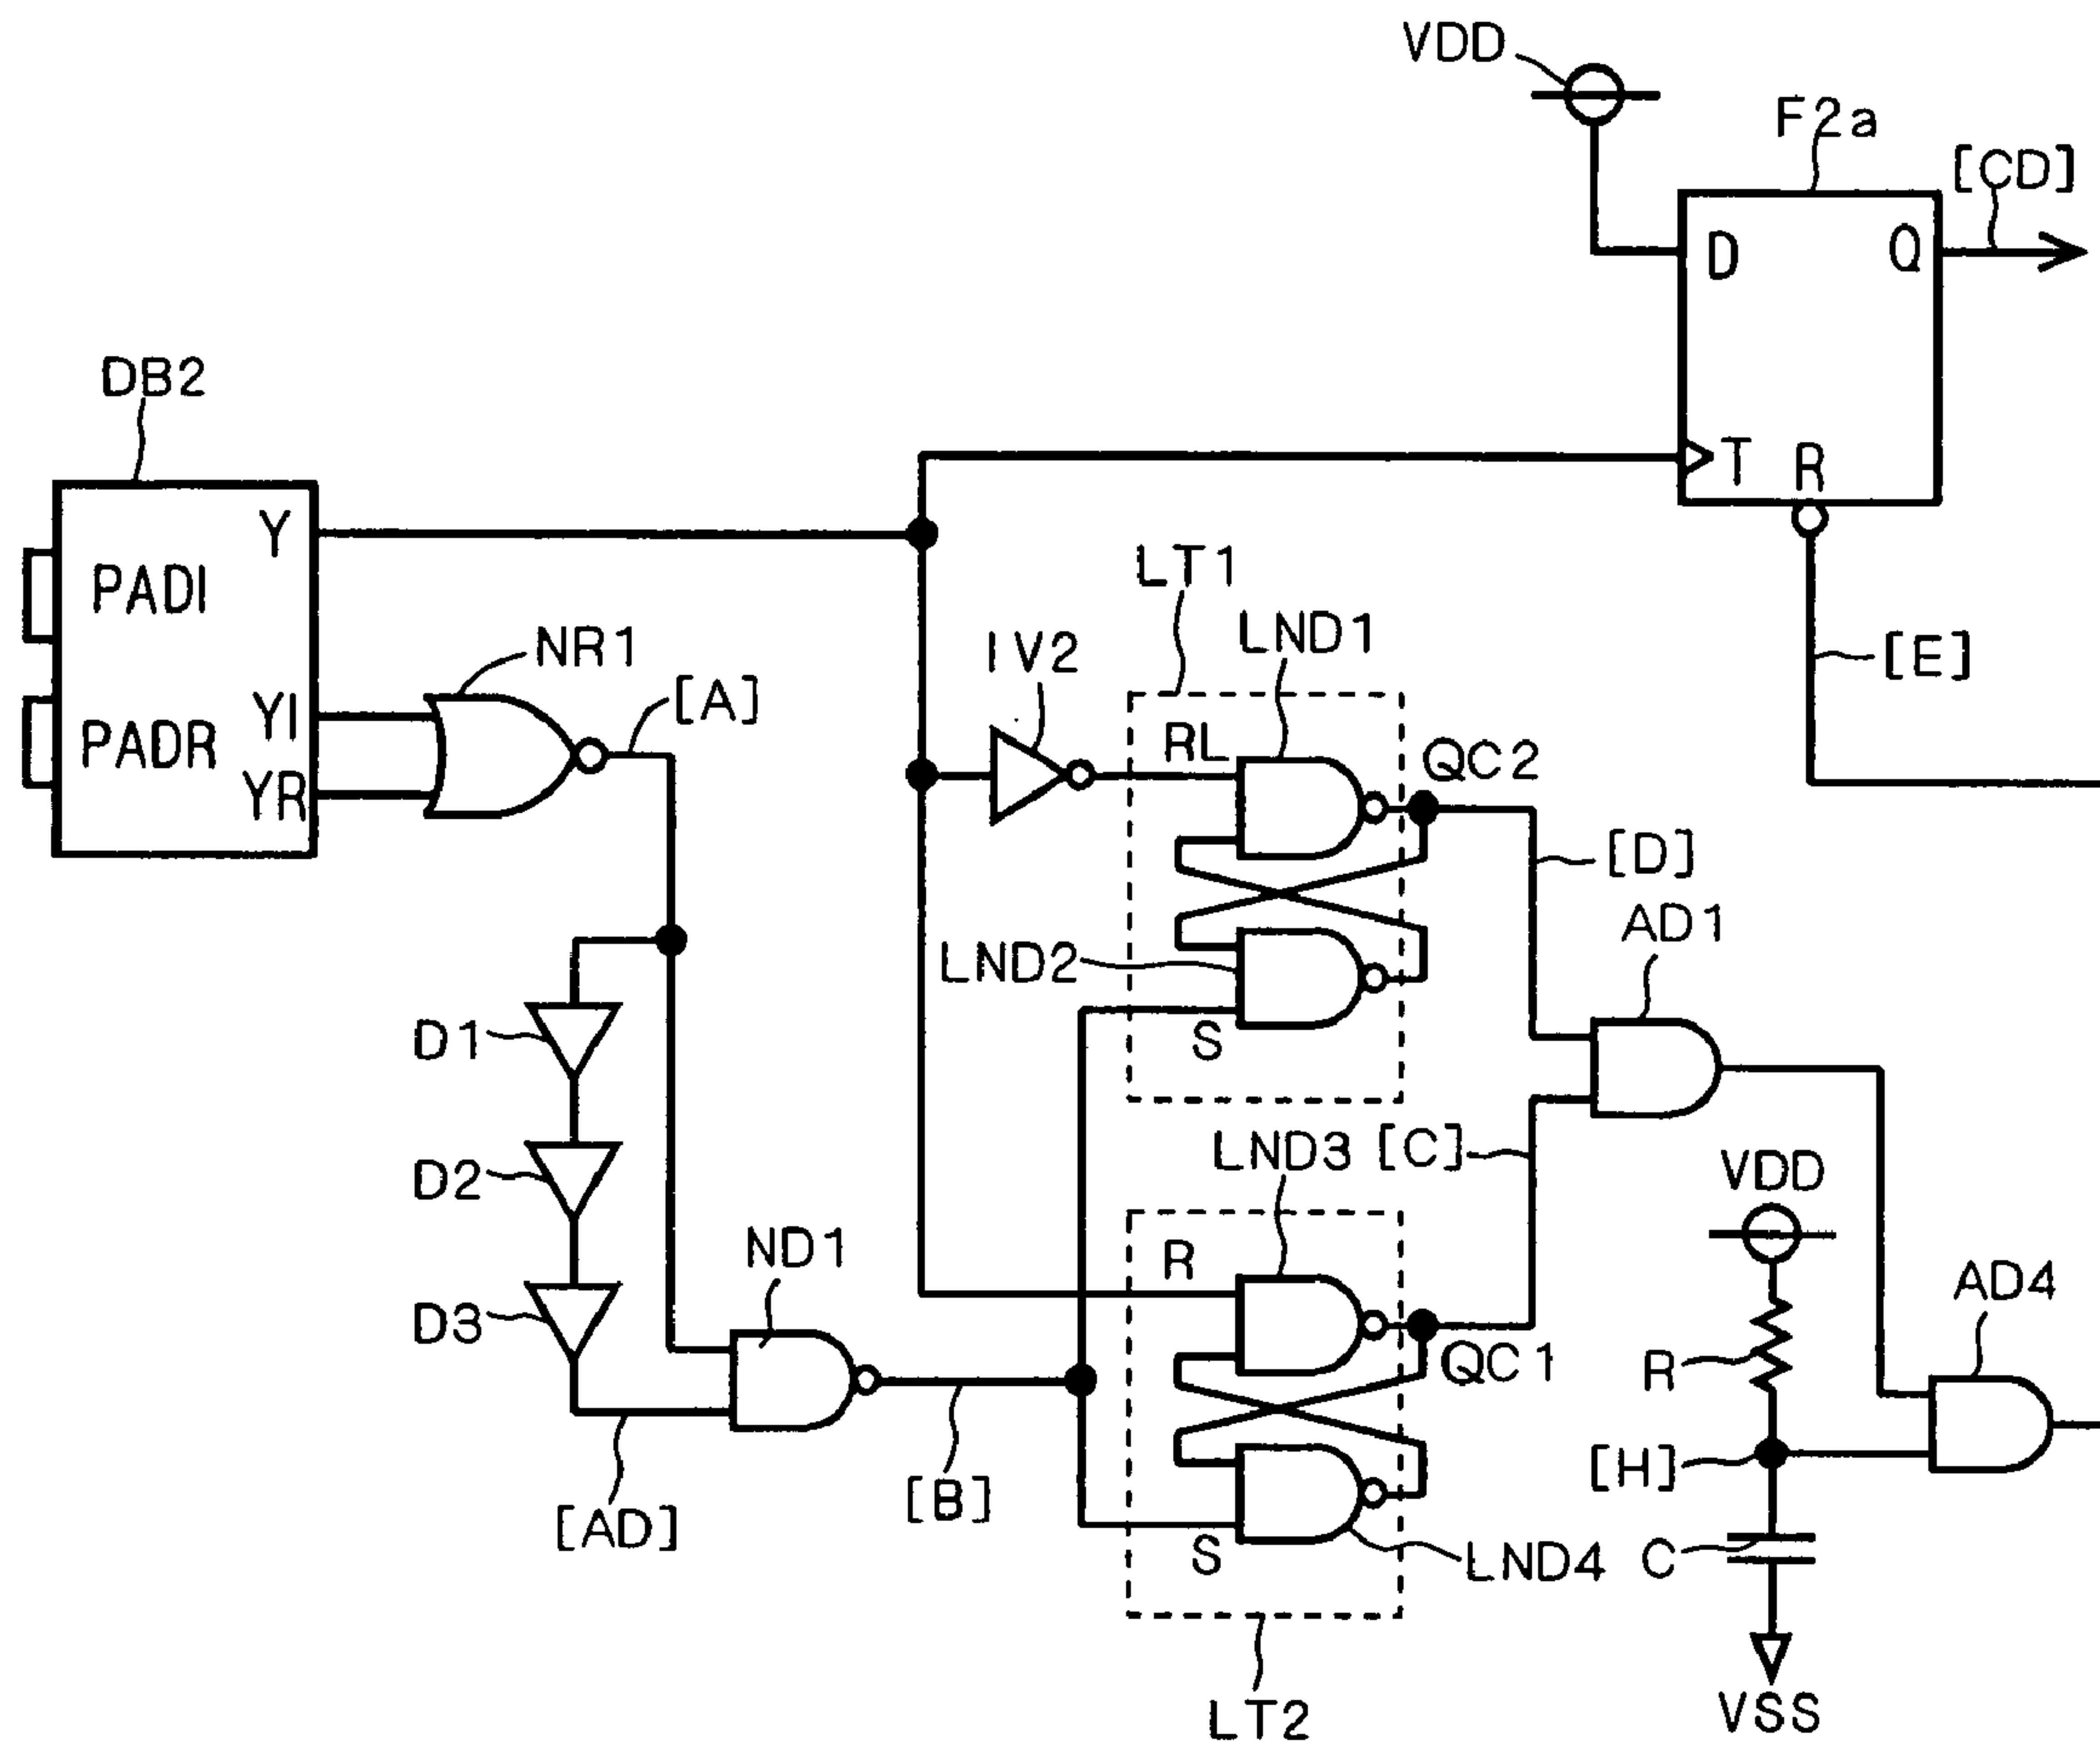 VDD
F2a
[CD]
D
Q
T
R
[E]
DB2
Y
PADI
YI
PADR
YR
NR1
[A]
LT1
LND1
IV2
RL
QC2
[D]
AD1
LND2
S
D1
D2
D3
ND1
[AD]
[B]
LND3
[C]
R
QC1
S
LND4
LT2
VDD
R
AD4
[H]
C
VSS